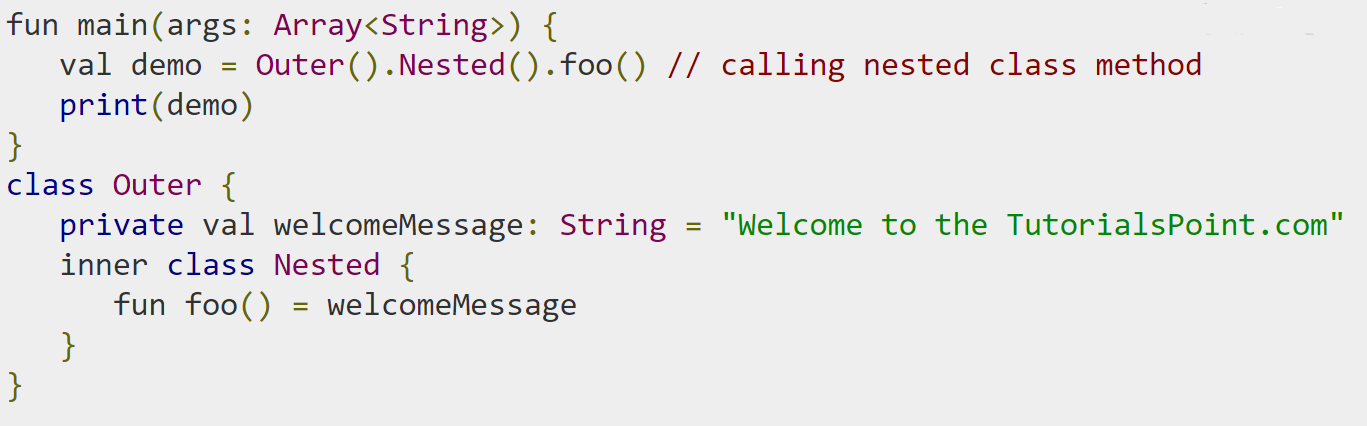 fun main(args: Array<String>) {
   val demo = Outer().Nested().foo() // calling nested class method
   print(demo)
}
class Outer {
   private val welcomeMessage: String = "Welcome to the TutorialsPoint.com"
   inner class Nested {
      fun foo() = welcomeMessage
   }
}